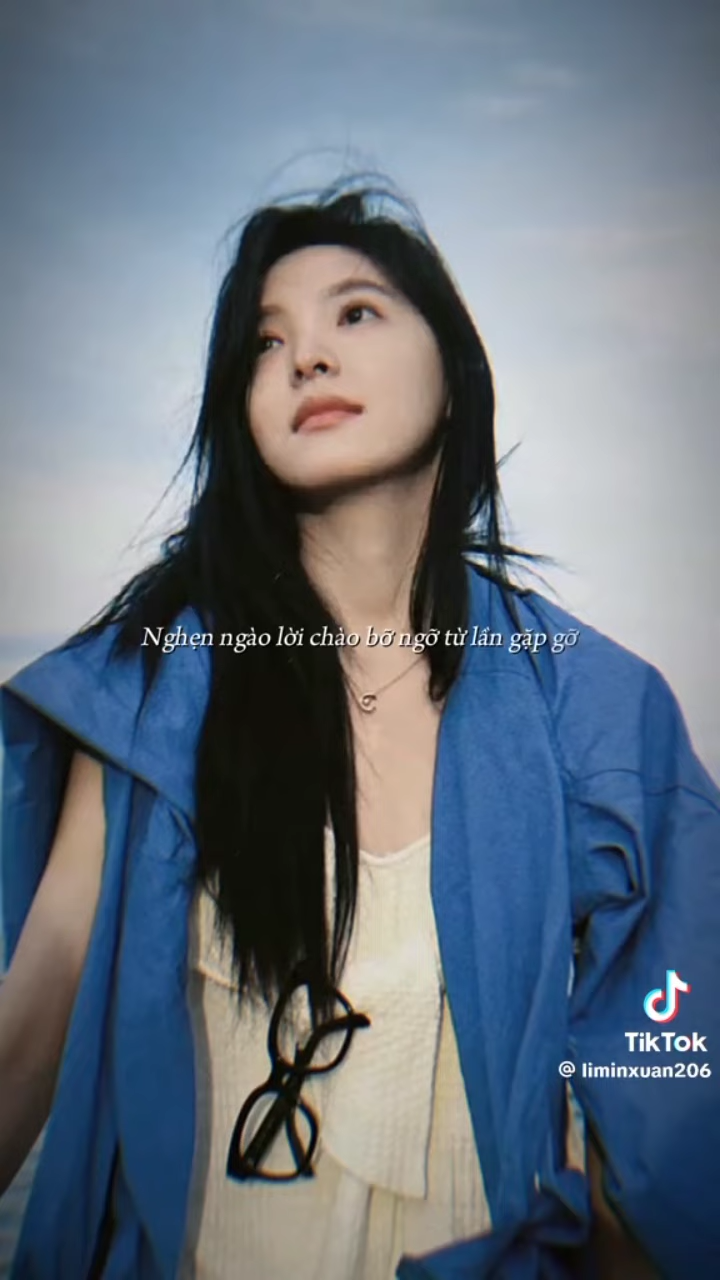 Nghẹn ngào lời chào bỡ ngỡ từ lần gặp gỡ
TikTok
@ liminxuan206